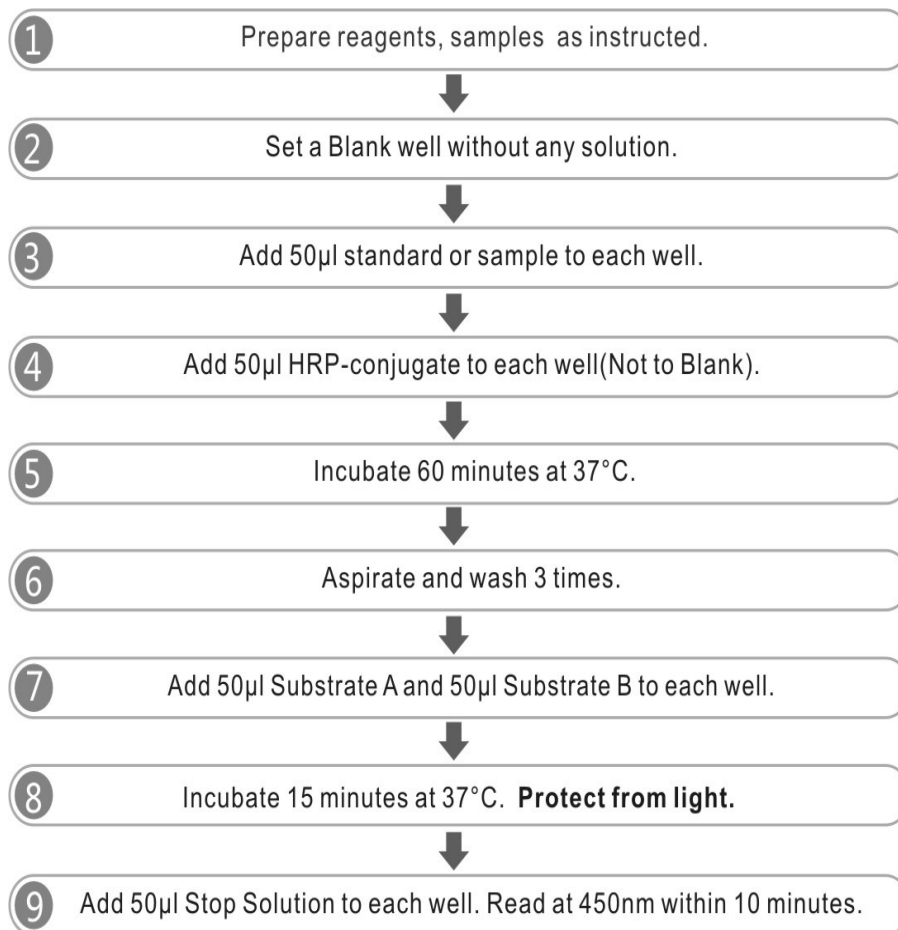 1 Prepare reagents, samples as instructed.
2 Set a Blank well without any solution.
3 Add 50µl standard or sample to each well.
4 Add 50µl HRP-conjugate to each well(Not to Blank).
5 Incubate 60 minutes at 37°C.
6 Aspirate and wash 3 times.
7 Add 50µl Substrate A and 50µl Substrate B to each well.
8 Incubate 15 minutes at 37°C. Protect from light.
9 Add 50µl Stop Solution to each well. Read at 450nm within 10 minutes.